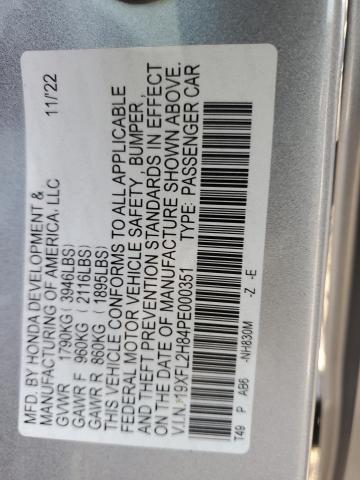 MFD. BY HONDA DEVELOPMENT &
MANUFACTURING OF AMERICA, LLC 11/'22
GVWR 1790KG (3946LBS)
GAWR F 960KG (2116LBS)
GAWR R 860KG (1896LBS)
THIS VEHICLE CONFORMS TO ALL APPLICABLE
FEDERAL MOTOR VEHICLE SAFETY, BUMPER,
AND THEFT PREVENTION STANDARDS IN EFFECT
ON THE DATE OF MANUFACTURE SHOWN ABOVE.
V.I.N.:19XFL2H84PE000351 TYPE: PASSENGER CAR
T49 P AB6 -NH830M -Z -E